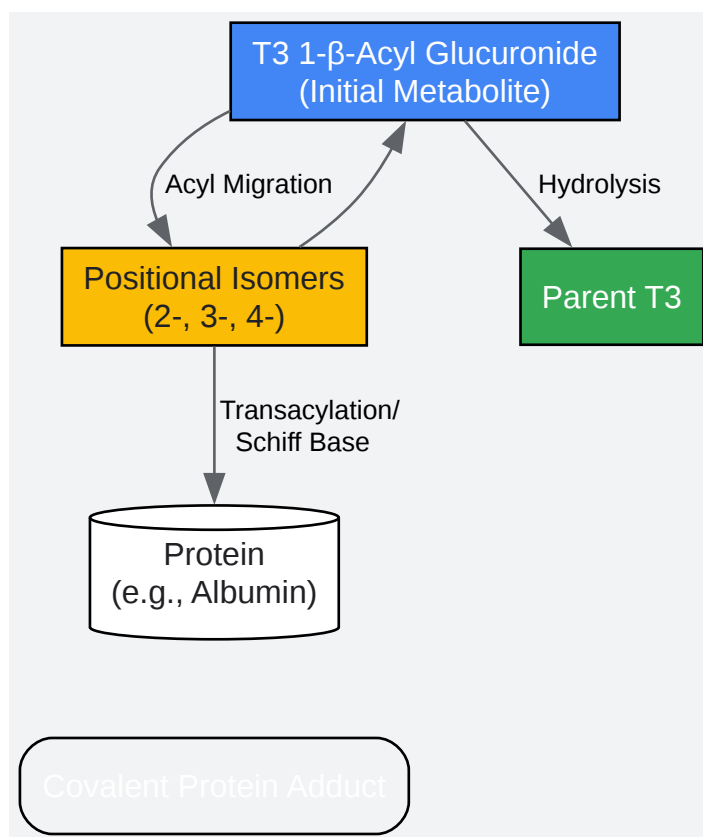 T3 1-β-Acyl Glucuronide
(Initial Metabolite)
Acyl Migration
Hydrolysis
Positional Isomers
(2-, 3-, 4-)
Parent T3
Transacylation/
Schiff Base
Protein
(e.g., Albumin)
Covalent Protein Adduct